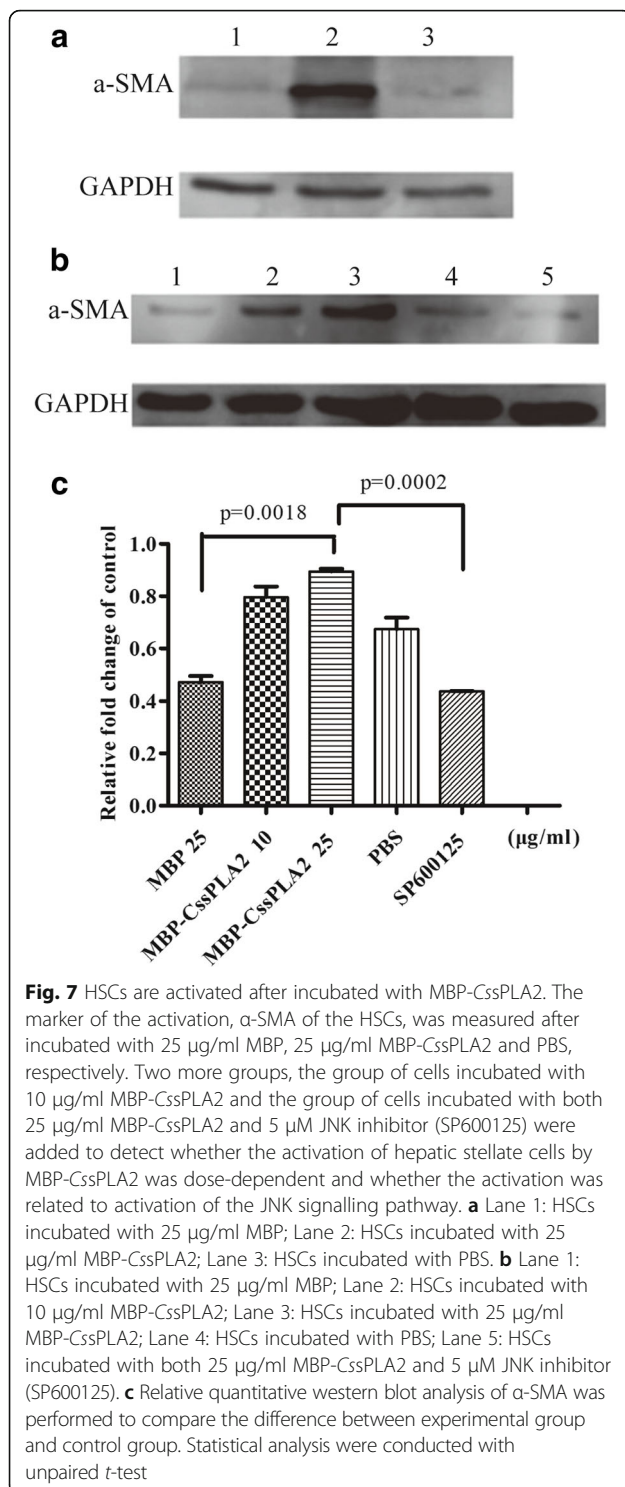 a
1 2 3
a-SMA
GAPDH
b
1 2 3 4 5
a-SMA
GAPDH
c
p=0.0018
p=0.0002
Relative fold change of control
1.0
0.8
0.6
0.4
0.2
0.0
MBP 25
MBP-CssPLA2 10
MBP-CssPLA2 25
PBS
SP600125
(µg/ml)
Fig. 7 HSCs are activated after incubated with MBP-CssPLA2. The
marker of the activation, α-SMA of the HSCs, was measured after
incubated with 25 µg/ml MBP, 25 µg/ml MBP-CssPLA2 and PBS,
respectively. Two more groups, the group of cells incubated with
10 µg/ml MBP-CssPLA2 and the group of cells incubated with both
25 µg/ml MBP-CssPLA2 and 5 µM JNK inhibitor (SP600125) were
added to detect whether the activation of hepatic stellate cells by
MBP-CssPLA2 was dose-dependent and whether the activation was
related to activation of the JNK signalling pathway. a Lane 1: HSCs
incubated with 25 µg/ml MBP; Lane 2: HSCs incubated with 25
µg/ml MBP-CssPLA2; Lane 3: HSCs incubated with PBS. b Lane 1:
HSCs incubated with 25 µg/ml MBP; Lane 2: HSCs incubated with
10 µg/ml MBP-CssPLA2; Lane 3: HSCs incubated with 25 µg/ml
MBP-CssPLA2; Lane 4: HSCs incubated with PBS; Lane 5: HSCs
incubated with both 25 µg/ml MBP-CssPLA2 and 5 µM JNK inhibitor
(SP600125). c Relative quantitative western blot analysis of α-SMA was
performed to compare the difference between experimental group
and control group. Statistical analysis were conducted with
unpaired t-test